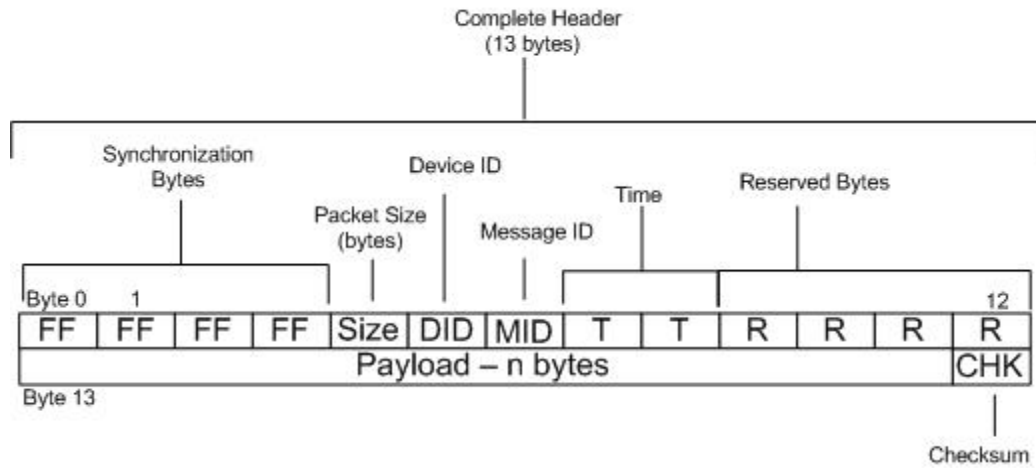 Complete Header
(13 bytes)
Synchronization
Bytes
Device ID
Packet Size
(bytes)
Message ID
Time
Reserved Bytes
Byte 0 1 12
FF FF FF FF Size DID MID T T R R R R
Payload – n bytes CHK
Byte 13
Checksum